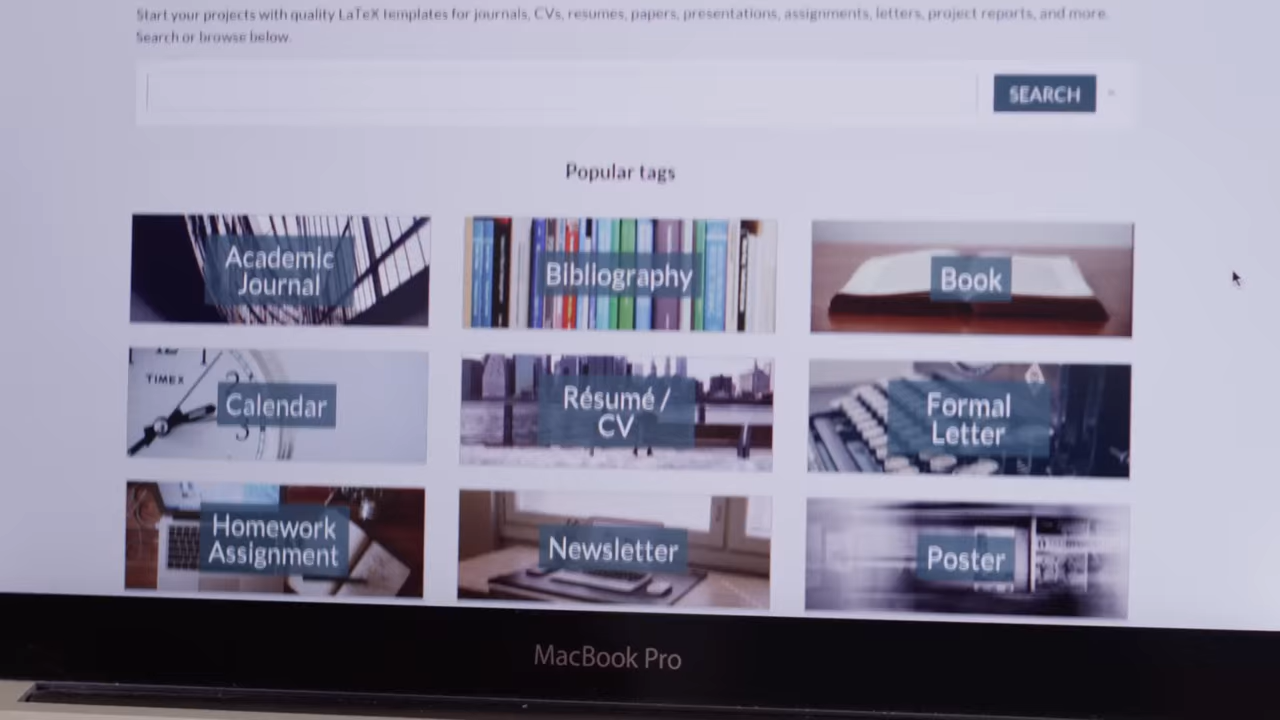 Start your projects with quality LaTeX templates for journals, CVs, resumes, papers, presentations, assignments, letters, project reports, and more.
Search or browse below.
SEARCH
Popular tags
Academic
Journal
Bibliography
Book
TIMEX
Calendar
Résumé /
CV
Formal
Letter
Homework
Assignment
Newsletter
Poster
MacBook Pro